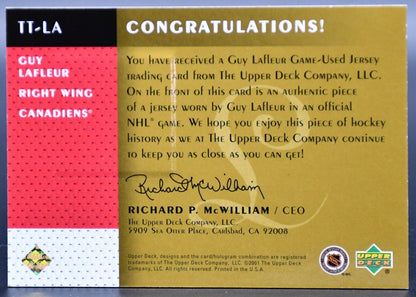 TT-LA
CONGRATULATIONS!
GUY
LAFLEUR
RIGHT WING
CANADIENS®
You have received a Guy Lafleur Game-Used Jersey
trading card from The Upper Deck Company, LLC.
On the front of this card is an authentic piece
of a jersey worn by Guy Lafleur in an official
NHL® game. We hope you enjoy this piece of hockey
history as we at The Upper Deck Company continue
to keep you as close as you can get!
Richard P. McWilliam
RICHARD P. McWILLIAM / CEO
The Upper Deck Company, LLC
5909 Sea Otter Place, Carlsbad, CA 92008
Upper Deck, designs and the card/hologram combination are registered
trademarks of The Upper Deck Company, LLC. ©2001 The Upper Deck
Company, LLC. All rights reserved. Printed in the U.S.A.
NHL
UPPER
DECK